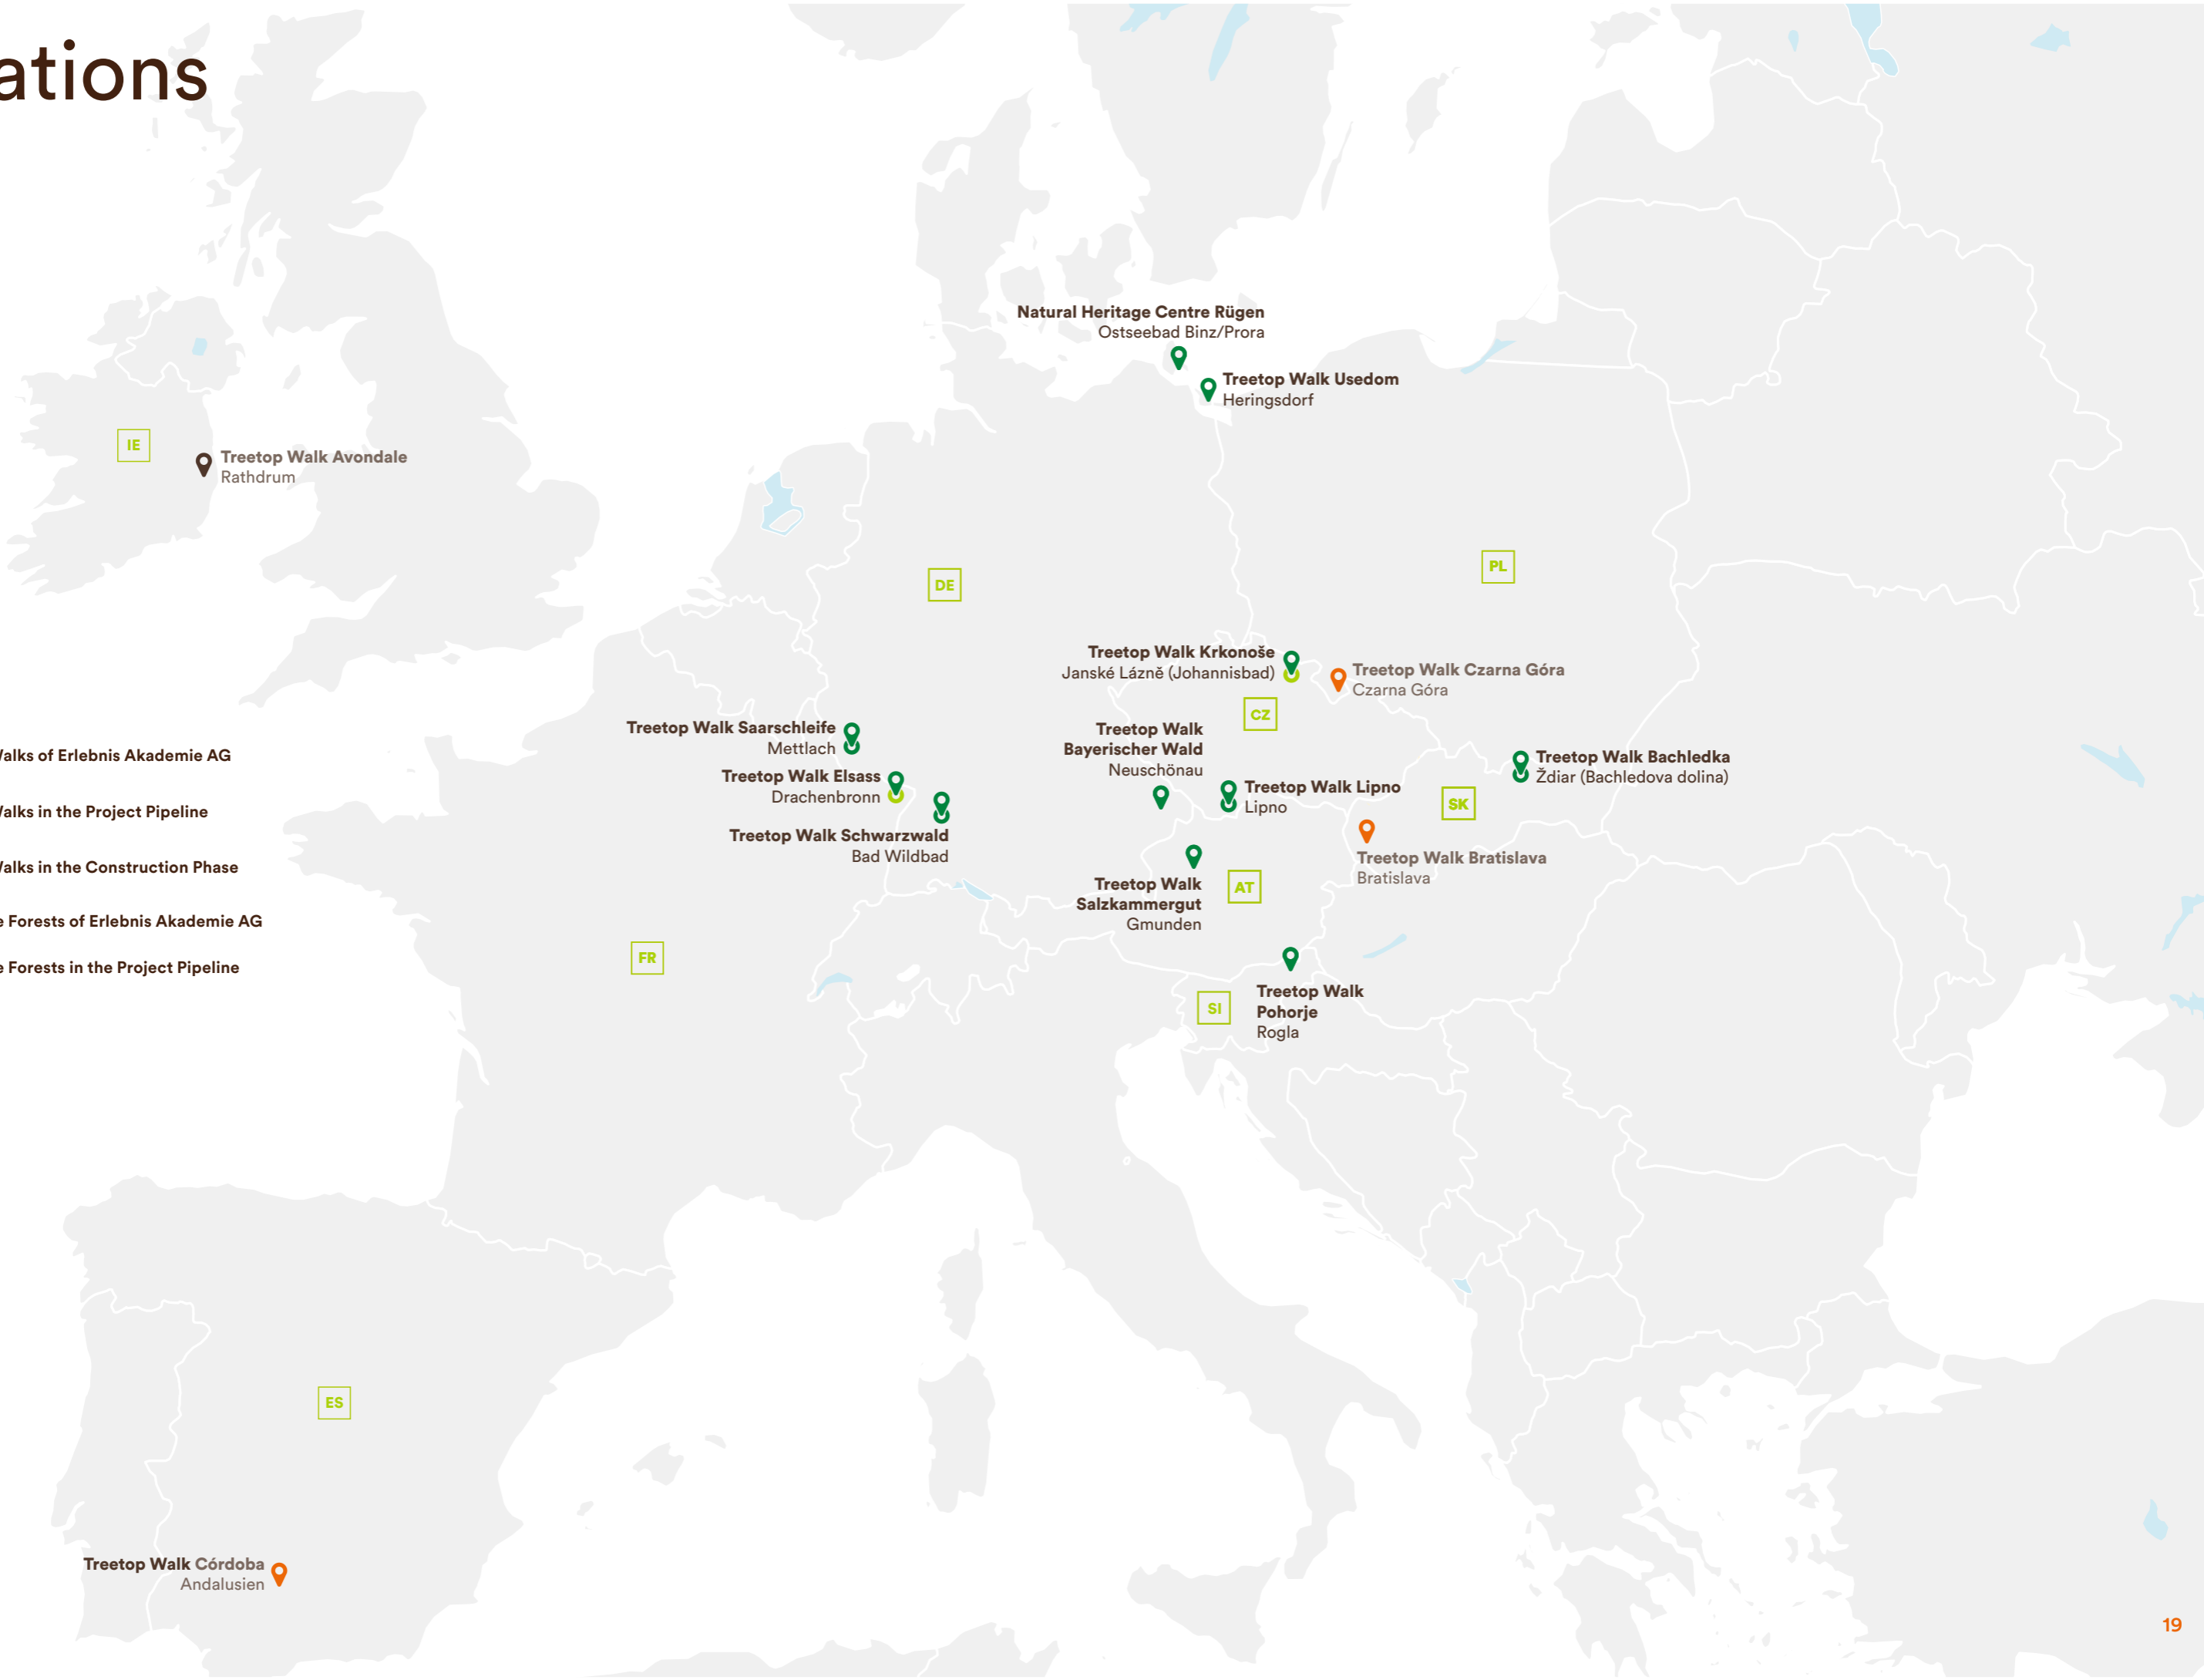 ations
Natural Heritage Centre Rügen
Ostseebad Binz/Prora
Treetop Walk Usedom
Heringsdorf
IE
Treetop Walk Avondale
Rathdrum
DE
PL
Treetop Walk Krkonoše
Janské Lázně (Johannisbad)
Treetop Walk Czarna Góra
Czarna Góra
CZ
Treetop Walk Saarschleife
Mettlach
Treetop Walk
Bayerischer Wald
Neuschönau
Treetop Walk Bachledka
Ždiar (Bachledova dolina)
Treetop Walk Elsass
Drachenbronn
Treetop Walk Lipno
Lipno
SK
Treetop Walk Schwarzwald
Bad Wildbad
Treetop Walk Bratislava
Bratislava
Treetop Walk
Salzkammergut
Gmunden
AT
FR
Treetop Walk
Pohorje
Rogla
SI
Walks of Erlebnis Akademie AG
Walks in the Project Pipeline
Walks in the Construction Phase
e Forests of Erlebnis Akademie AG
e Forests in the Project Pipeline
ES
Treetop Walk Córdoba
Andalusien
19